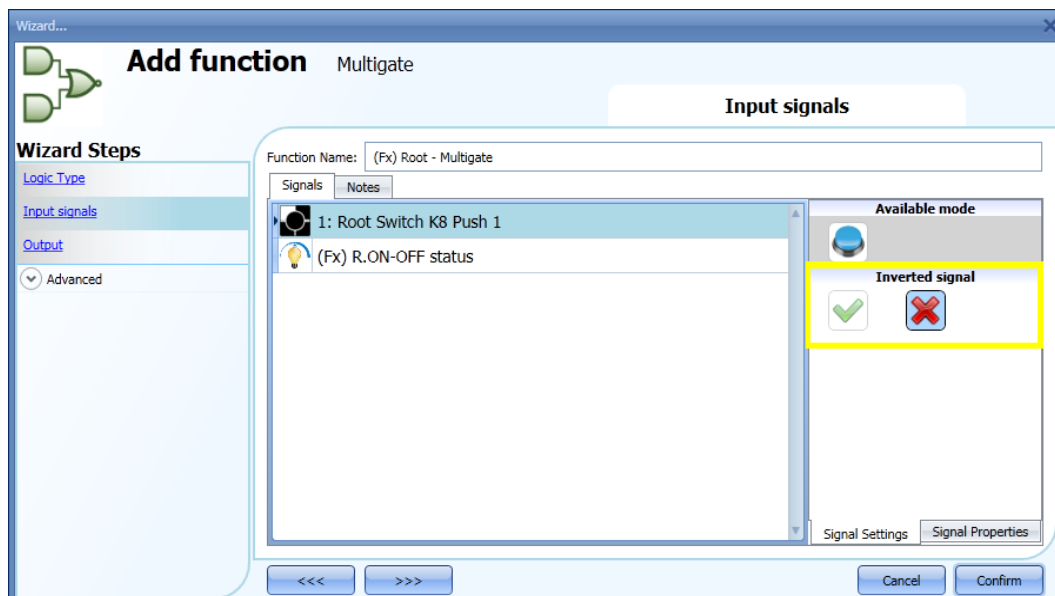 Wizard...
Add function Multigate
Input signals
Wizard Steps
Logic Type
Input signals
Output
Advanced
Function Name: (Fx) Root - Multigate
Signals Notes
1: Root Switch K8 Push 1
(Fx) R.ON-OFF status
Available mode
Inverted signal
Signal Settings Signal Properties
<<< >>> Cancel Confirm